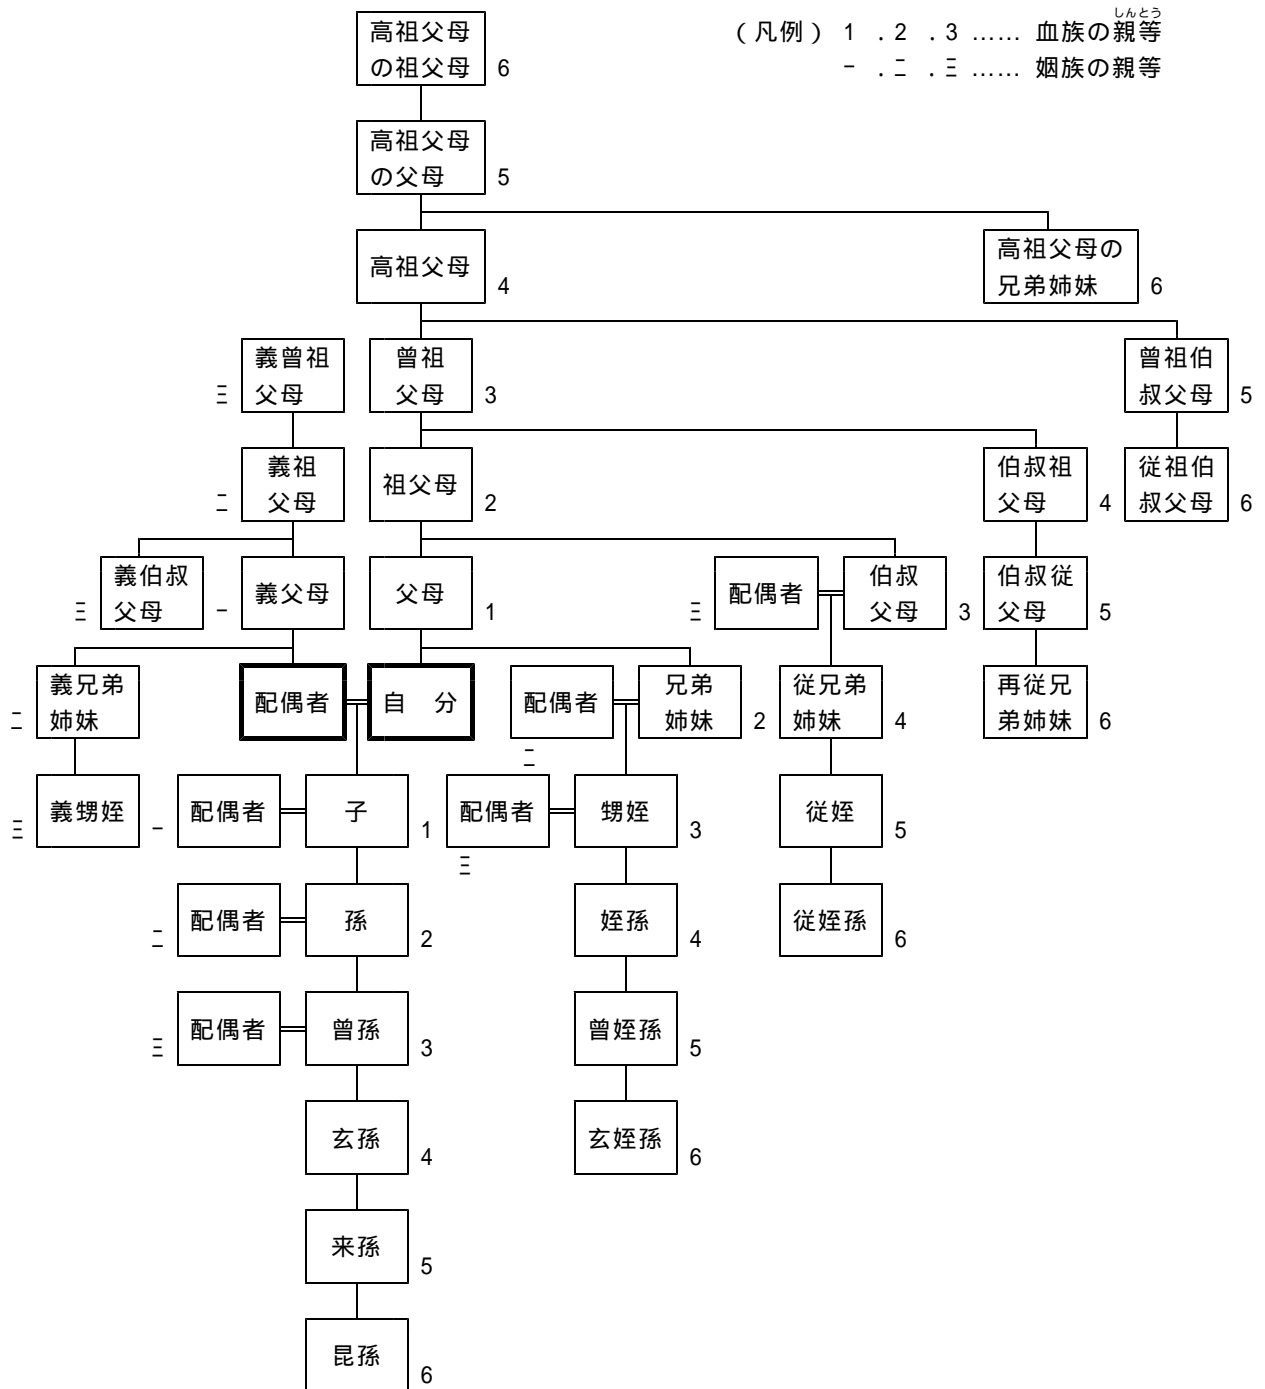 しんとう
(凡例) 1 .2 .3 …… 血族の親等
一 .二 .三 …… 姻族の親等
高祖父母
の祖父母 6
高祖父母
の父母 5
高祖父母 4
高祖父母の
兄弟姉妹 6
義曾祖
父母 三
曾祖
父母 3
曾祖伯
叔父母 5
義祖
父母 二
祖父母 2
伯叔祖
父母 4
従祖伯
叔父母 6
義伯叔
父母 三
義父母 一
父母 1
配偶者 三
伯叔
父母 3
伯叔従
父母 5
義兄弟
姉妹 二
配偶者
自 分
配偶者 二
兄弟
姉妹 2
従兄弟
姉妹 4
再従兄
弟姉妹 6
義甥姪 三
配偶者 一
子 1
配偶者 三
甥姪 3
従姪 5
配偶者 二
孫 2
姪孫 4
従姪孫 6
配偶者 三
曾孫 3
曾姪孫 5
玄孫 4
玄姪孫 6
来孫 5
昆孫 6